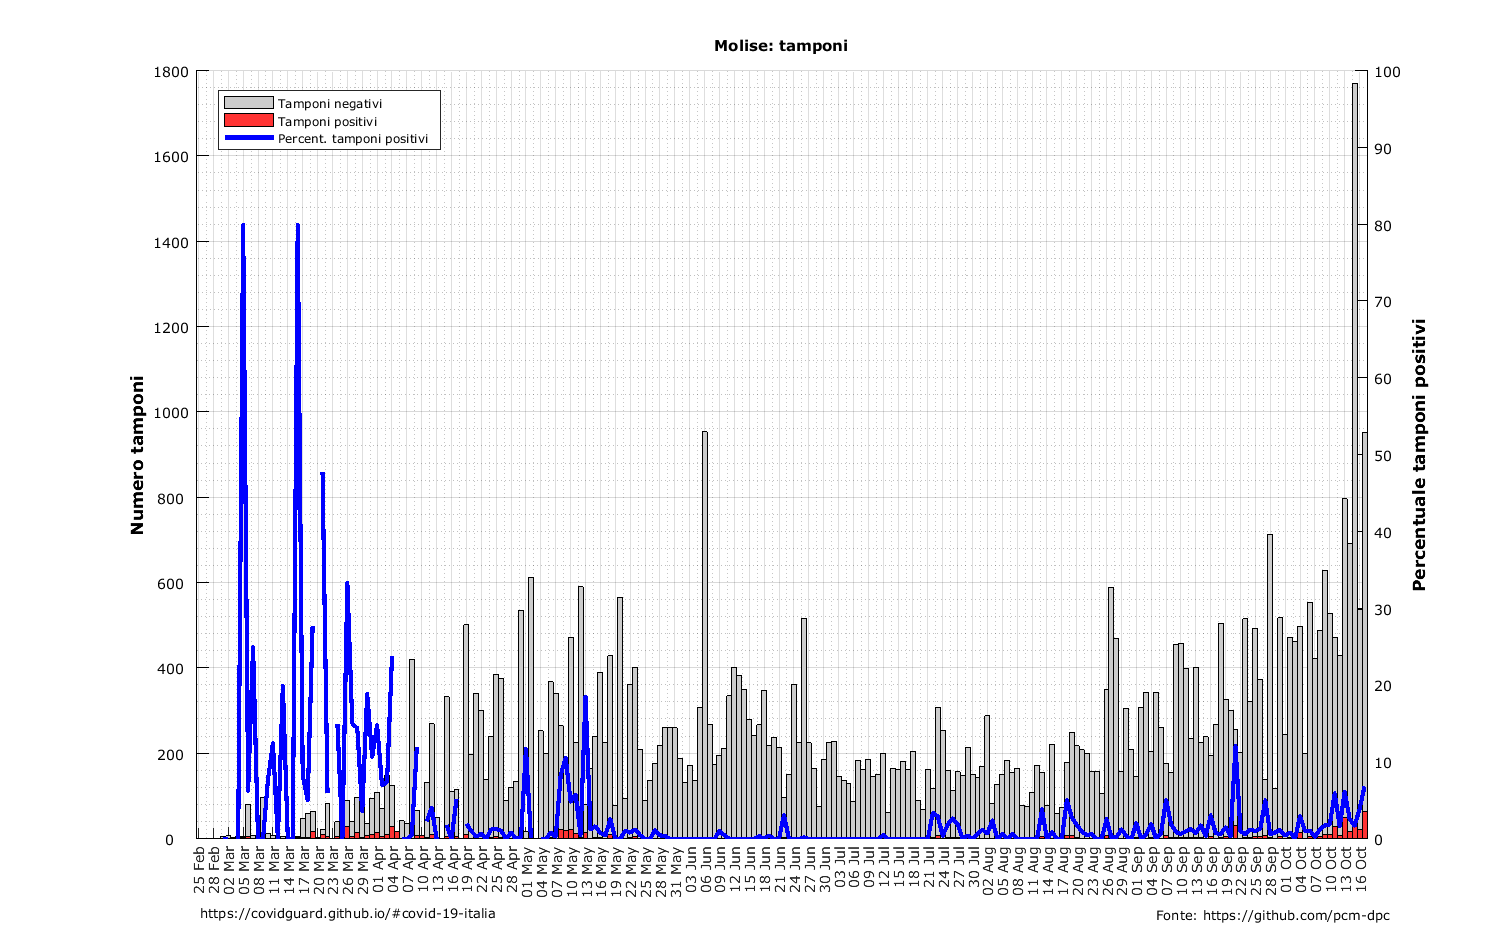 Molise: tamponi
1800
1600
1400
1200
1000
800
600
400
200
0
Numero tamponi
Tamponi negativi
Tamponi positivi
Percent. tamponi positivi
100
90
80
70
60
50
40
30
20
10
0
Percentuale tamponi positivi
25 Feb
28 Feb
02 Mar
05 Mar
08 Mar
11 Mar
14 Mar
17 Mar
20 Mar
23 Mar
26 Mar
29 Mar
01 Apr
04 Apr
07 Apr
10 Apr
13 Apr
16 Apr
19 Apr
22 Apr
25 Apr
28 Apr
01 May
04 May
07 May
10 May
13 May
16 May
19 May
22 May
25 May
28 May
31 May
03 Jun
06 Jun
09 Jun
12 Jun
15 Jun
18 Jun
21 Jun
24 Jun
27 Jun
30 Jun
03 Jul
06 Jul
09 Jul
12 Jul
15 Jul
18 Jul
21 Jul
24 Jul
27 Jul
30 Jul
02 Aug
05 Aug
08 Aug
11 Aug
14 Aug
17 Aug
20 Aug
23 Aug
26 Aug
29 Aug
01 Sep
04 Sep
07 Sep
10 Sep
13 Sep
16 Sep
19 Sep
22 Sep
25 Sep
28 Sep
01 Oct
04 Oct
07 Oct
10 Oct
13 Oct
16 Oct
https://covidguard.github.io/#covid-19-italia
Fonte: https://github.com/pcm-dpc